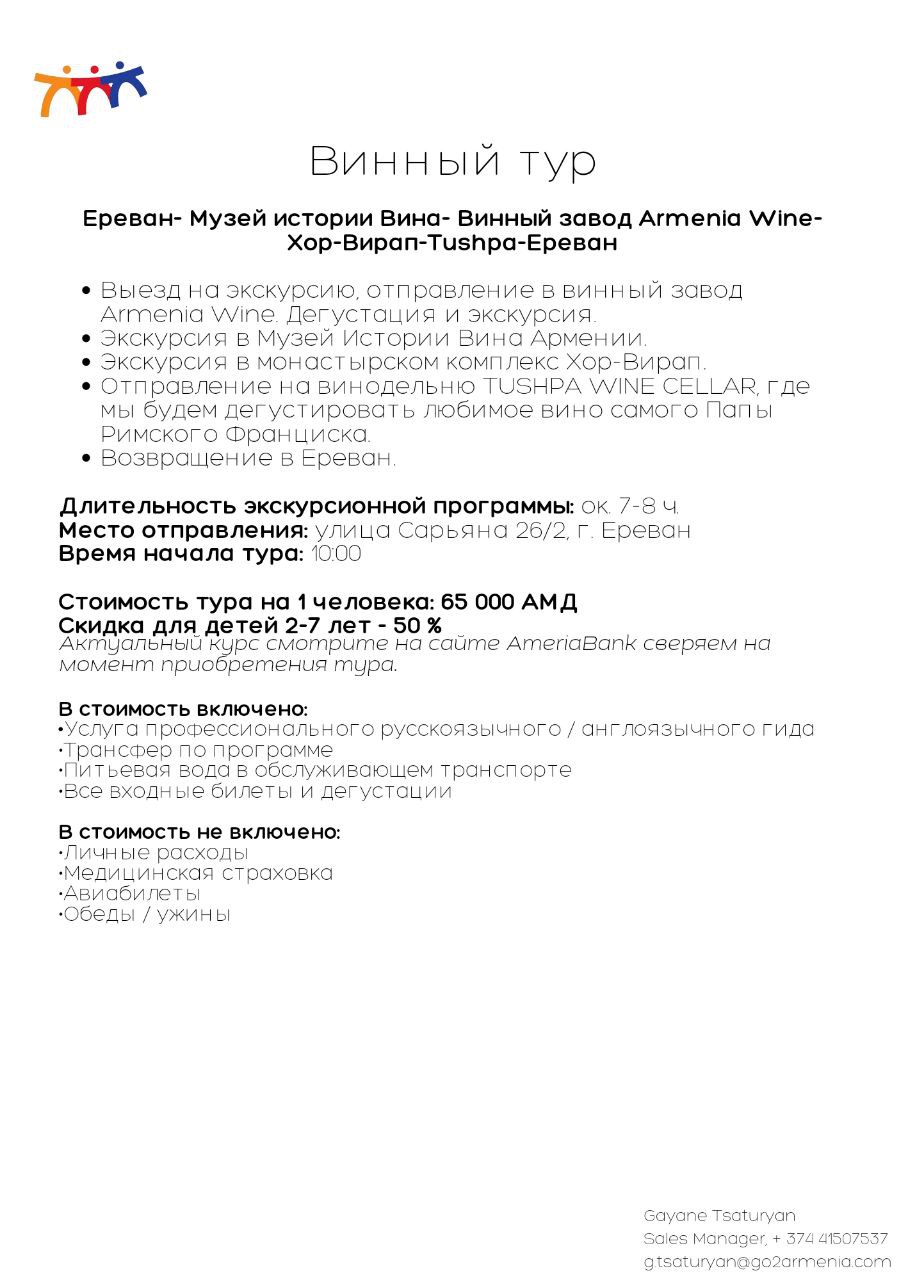 Винный тур
Ереван- Музей истории Вина- Винный завод Armenia Wine-
Хор-Вирап-Tushpa-Ереван
• Выезд на экскурсию, отправление в винный завод
Armenia Wine. Дегустация и экскурсия.
• Экскурсия в Музей Истории Вина Армении.
• Экскурсия в монастырском комплекс Хор-Вирап.
• Отправление на винодельню TUSHPA WINE CELLAR, где
мы будем дегустировать любимое вино самого Папы
Римского Франциска.
• Возвращение в Ереван.
Длительность экскурсионной программы: ок. 7-8 ч.
Место отправления: улица Сарьяна 26/2, г. Ереван
Время начала тура: 10:00
Стоимость тура на 1 человека: 65 000 АМД
Скидка для детей 2-7 лет - 50 %
Актуальный курс смотрите на сайте AmeriaBank сверяем на
момент приобретения тура.
В стоимость включено:
•Услуга профессионального русскоязычного / англоязычного гида
•Трансфер по программе
•Питьевая вода в обслуживающем транспорте
•Все входные билеты и дегустации
В стоимость не включено:
•Личные расходы
•Медицинская страховка
•Авиабилеты
•Обеды / ужины
Gayane Tsaturyan
Sales Manager, + 374 41507537
g.tsaturyan@go2armenia.com